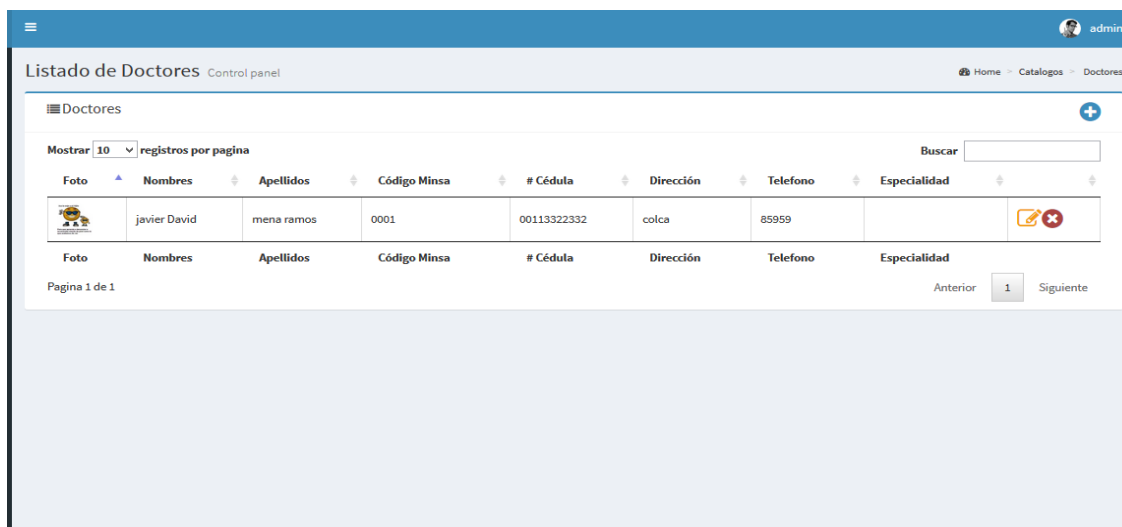 admin
Listado de Doctores Control panel
Home > Catalogos > Doctores
Doctores
Mostrar 10 registros por pagina
Buscar
Foto Nombres Apellidos Código Minsa # Cédula Dirección Telefono Especialidad
javier David mena ramos 0001 00113322332 colca 85959
Foto Nombres Apellidos Código Minsa # Cédula Dirección Telefono Especialidad
Pagina 1 de 1
Anterior 1 Siguiente